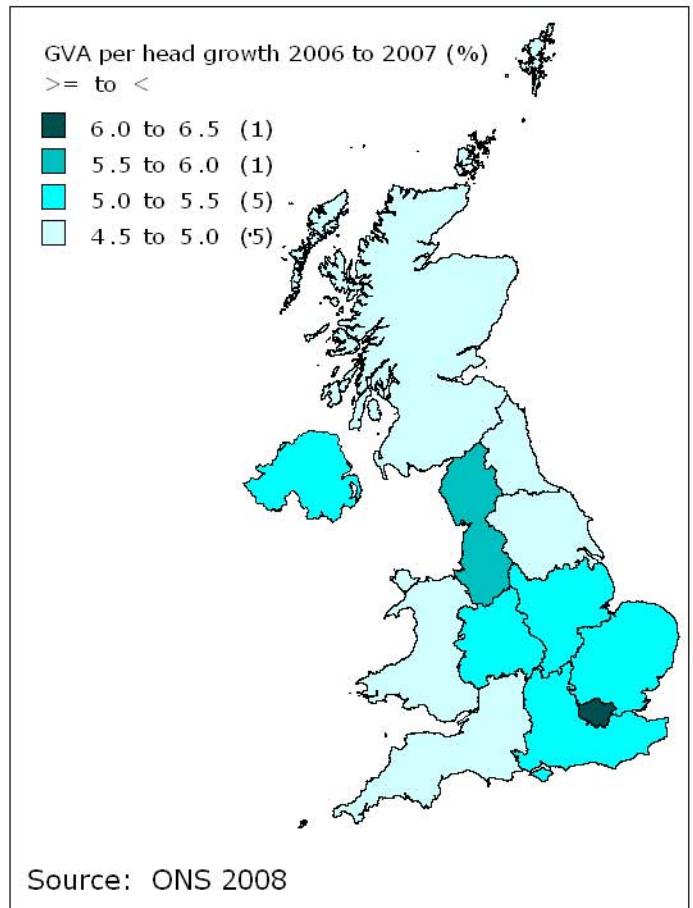 GVA per head growth 2006 to 2007 (%)
>= to <
6.0 to 6.5 (1)
5.5 to 6.0 (1)
5.0 to 5.5 (5)
4.5 to 5.0 (5)
Source: ONS 2008